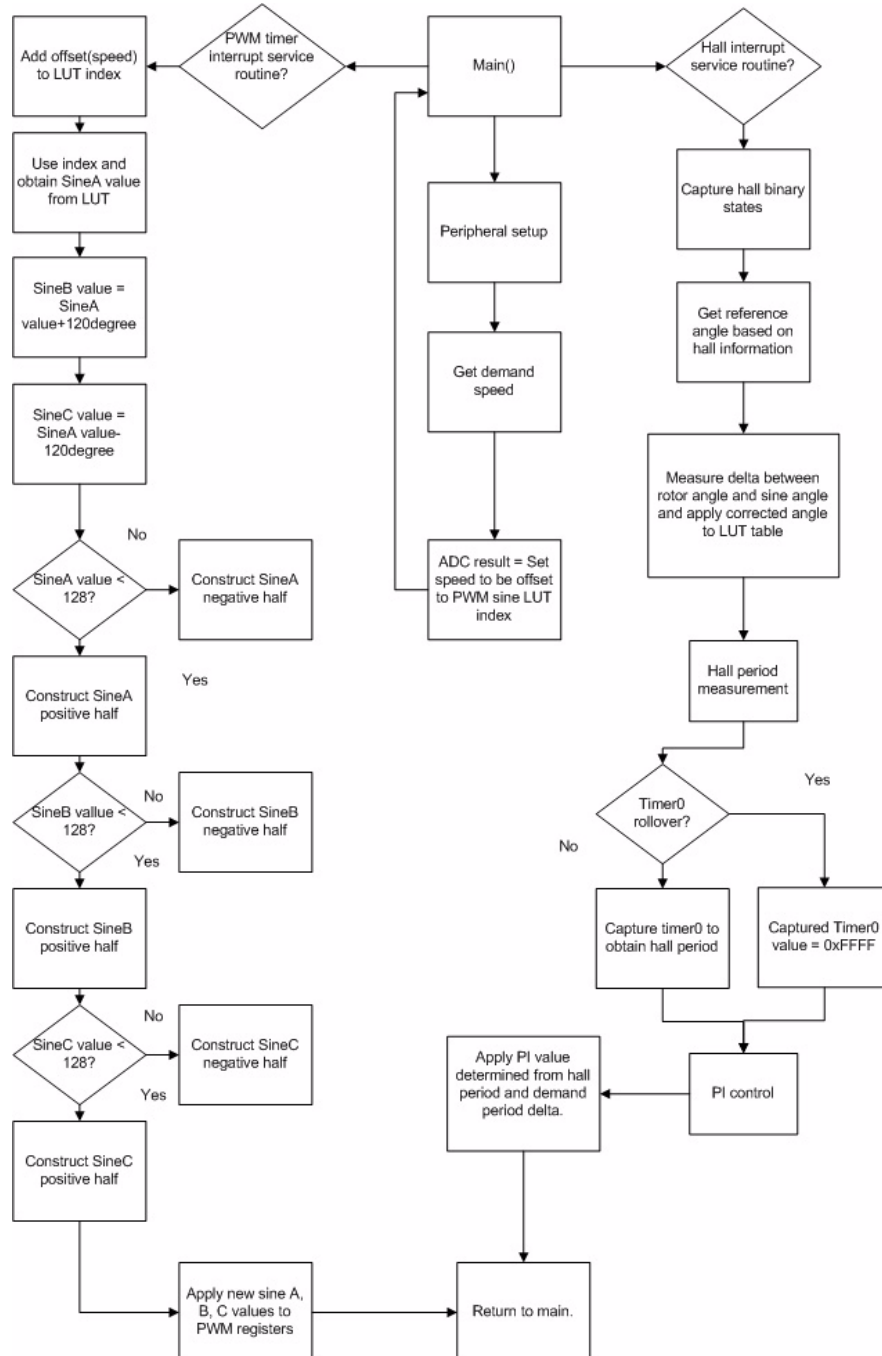 Add offset(speed)
to LUT index
PWM timer
interrupt service
routine?
Main()
Hall interrupt
service routine?
Use index and
obtain SineA value
from LUT
Capture hall binary
states
Peripheral setup
SineB value =
SineA
value+120degree
Get reference
angle based on
hall information
Get demand
speed
SineC value =
SineA value-
120degree
Measure delta between
rotor angle and sine angle
and apply corrected angle
to LUT table
No
SineA value <
128?
Construct SineA
negative half
ADC result = Set
speed to be offset
to PWM sine LUT
index
Yes
Construct SineA
positive half
Hall period
measurement
SineB vallue <
128?
No
Yes
Construct SineB
negative half
Timer0
rollover?
Yes
No
Construct SineB
positive half
Capture timer0 to
obtain hall period
Captured Timer0
value = 0xFFFF
SineC value <
128?
No
Yes
Construct SineC
negative half
Apply PI value
determined from hall
period and demand
period delta.
PI control
Construct SineC
positive half
Apply new sine A,
B, C values to
PWM registers
Return to main.